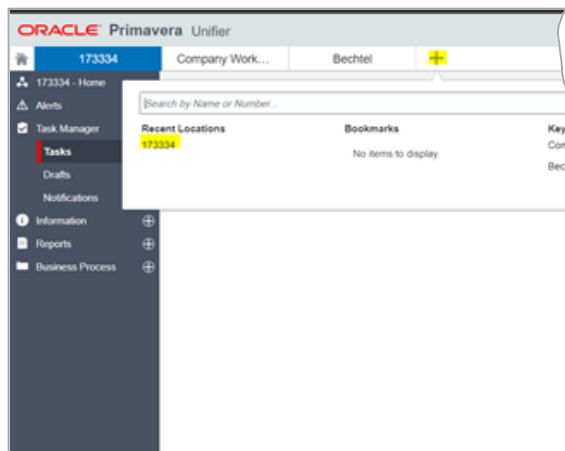 ORACLE Primavera Unifier
173334 Company Work... Bechtel
173334 - Home
Alerts
Task Manager
Tasks
Drafts
Notifications
Information
Reports
Business Process
Search by Name or Number...
Recent Locations Bookmarks Key
173334 No items to display. Com
Bec